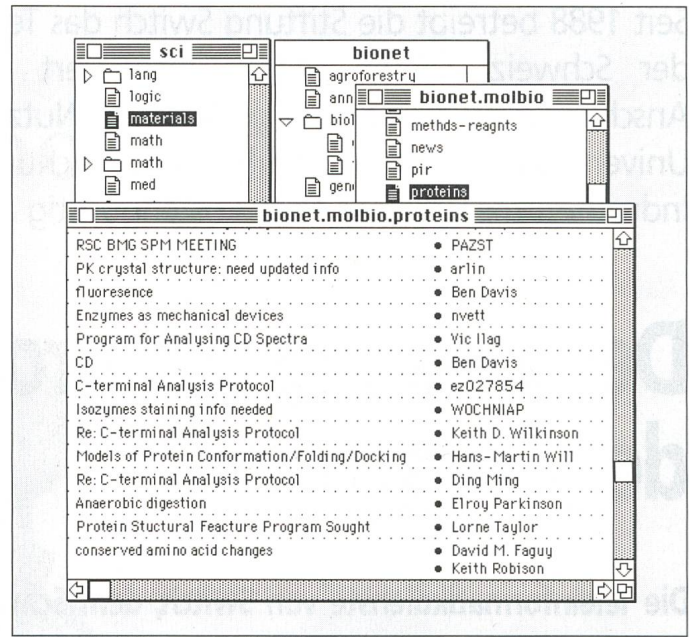 sci
lang
logic
materials
math
math
med
bionet
agroforestry
ann
biol
gen
bionet.molbio
methds-reagnts
news
pir
proteins
bionet.molbio.proteins
RSC BMG SPM MEETING • PAZST
PK crystal structure: need updated info • arlin
fluoresence • Ben Davis
Enzymes as mechanical devices • nvett
Program for Analysing CD Spectra • Vic Ilag
CD • Ben Davis
C-terminal Analysis Protocol • ez027854
Isozymes staining info needed • WOCHNIAP
Re: C-terminal Analysis Protocol • Keith D. Wilkinson
Models of Protein Conformation/Folding/Docking • Hans-Martin Will
Re: C-terminal Analysis Protocol • Ding Ming
Anaerobic digestion • Elroy Parkinson
Protein Stuctural Feacture Program Sought • Lorne Taylor
conserved amino acid changes • David M. Faguy
• Keith Robison